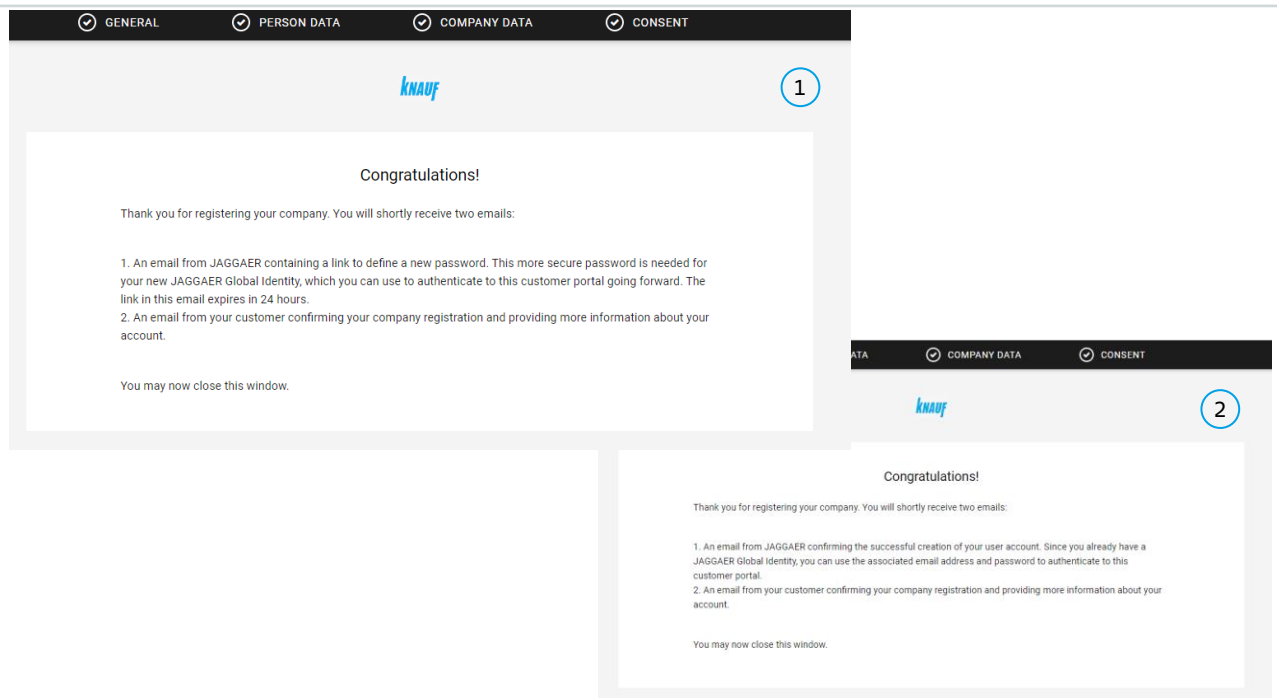 GENERAL PERSON DATA COMPANY DATA CONSENT
KNAUF
1
Congratulations!
Thank you for registering your company. You will shortly receive two emails:
1. An email from JAGGAER containing a link to define a new password. This more secure password is needed for
your new JAGGAER Global Identity, which you can use to authenticate to this customer portal going forward. The
link in this email expires in 24 hours.
2. An email from your customer confirming your company registration and providing more information about your
account.
You may now close this window.
ATA COMPANY DATA CONSENT
KNAUF
2
Congratulations!
Thank you for registering your company. You will shortly receive two emails:
1. An email from JAGGAER confirming the successful creation of your user account. Since you already have a
JAGGAER Global Identity, you can use the associated email address and password to authenticate to this
customer portal.
2. An email from your customer confirming your company registration and providing more information about your
account.
You may now close this window.